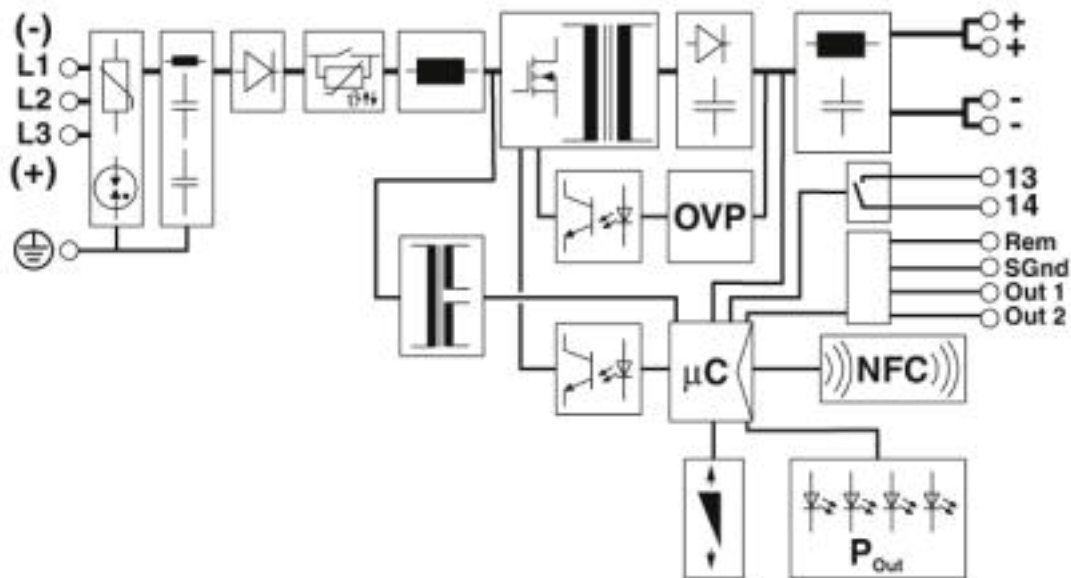 (-)
L1
L2
L3
(+)
+
+
-
-
13
14
OVP
Rem
SGnd
Out 1
Out 2
µC
NFC
P Out